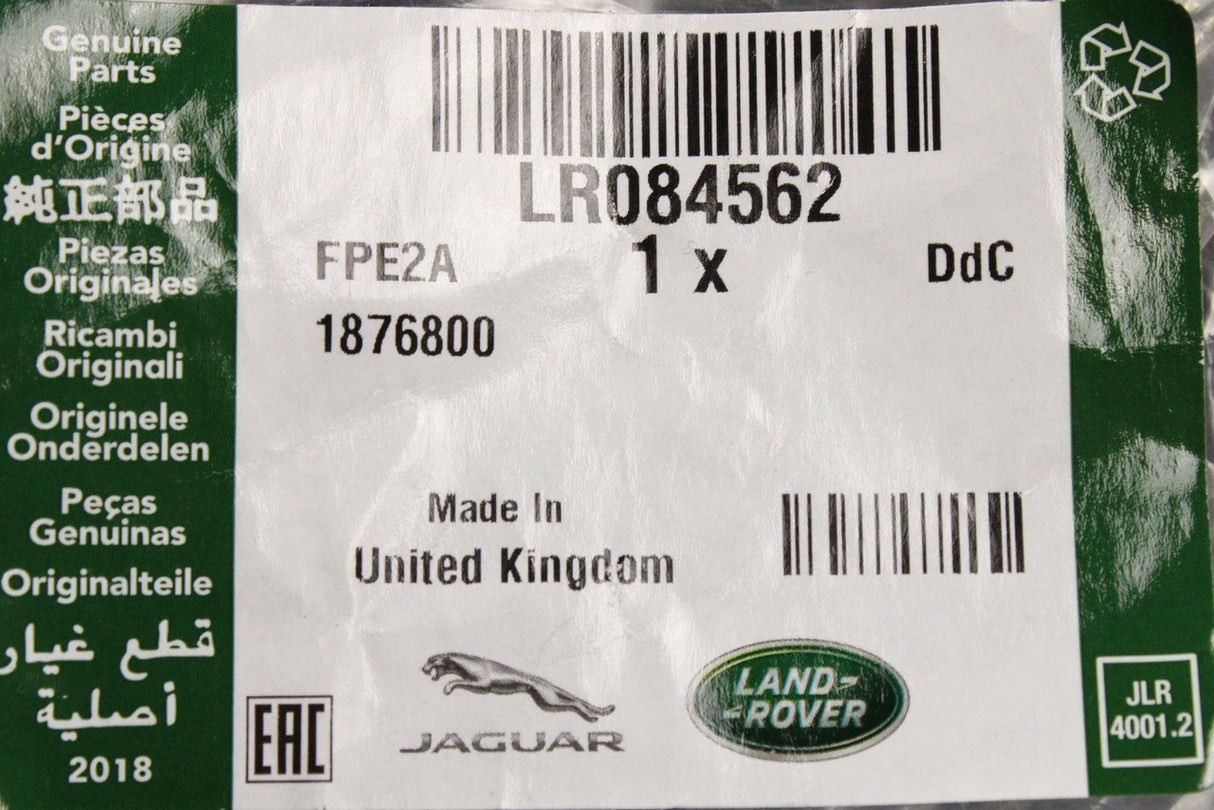 Genuine
Parts
Pièces
d'Origine
純正部品
Piezas
Originales
Ricambi
Originali
Originele
Onderdelen
Peças
Genuinas
Originalteile
قطع غيار
أصلية
2018
LR084562
FPE2A 1 x DdC
1876800
Made In
United Kingdom
EAC
JAGUAR
LAND-
-ROVER
JLR
4001.2